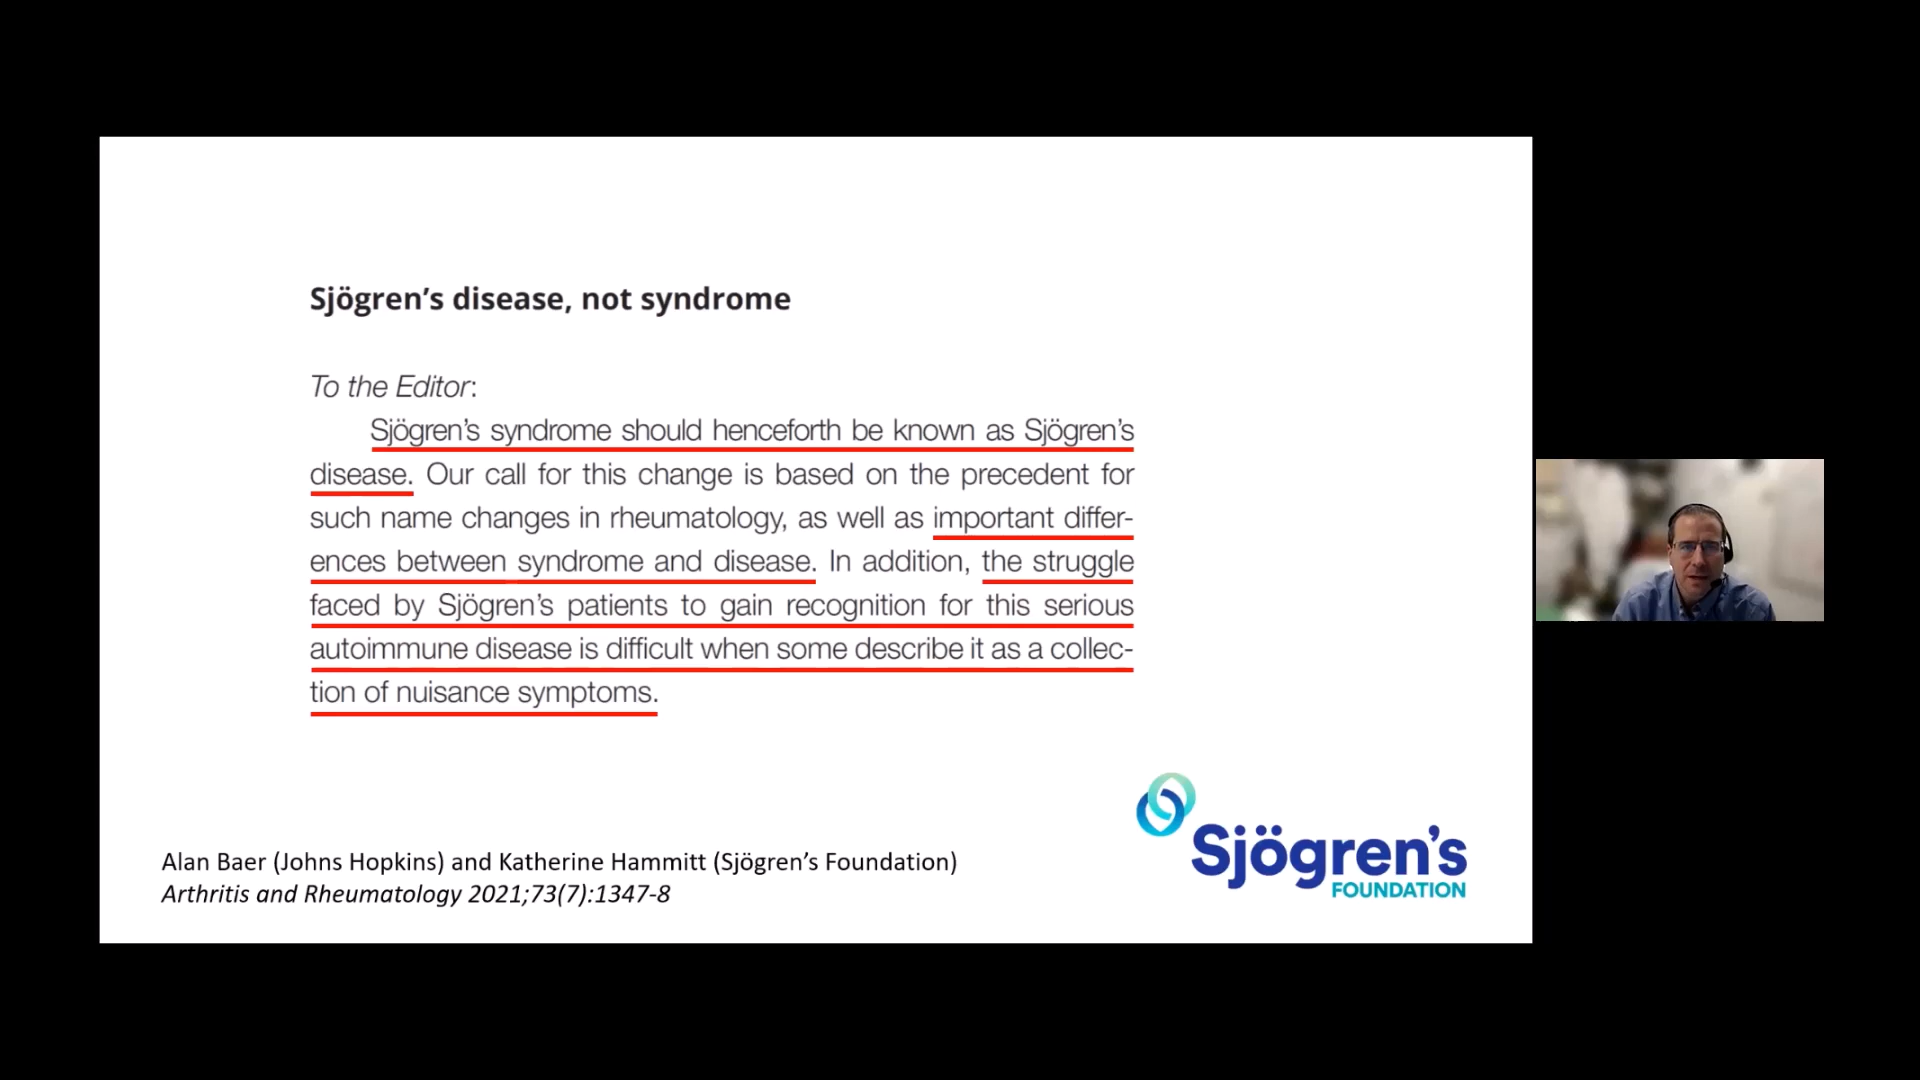 Sjögren’s disease, not syndrome
To the Editor:
Sjögren’s syndrome should henceforth be known as Sjögren’s
disease. Our call for this change is based on the precedent for
such name changes in rheumatology, as well as important differ-
ences between syndrome and disease. In addition, the struggle
faced by Sjögren’s patients to gain recognition for this serious
autoimmune disease is difficult when some describe it as a collec-
tion of nuisance symptoms.
Alan Baer (Johns Hopkins) and Katherine Hammitt (Sjögren’s Foundation)
Arthritis and Rheumatology 2021;73(7):1347-8
Sjögren’s
FOUNDATION